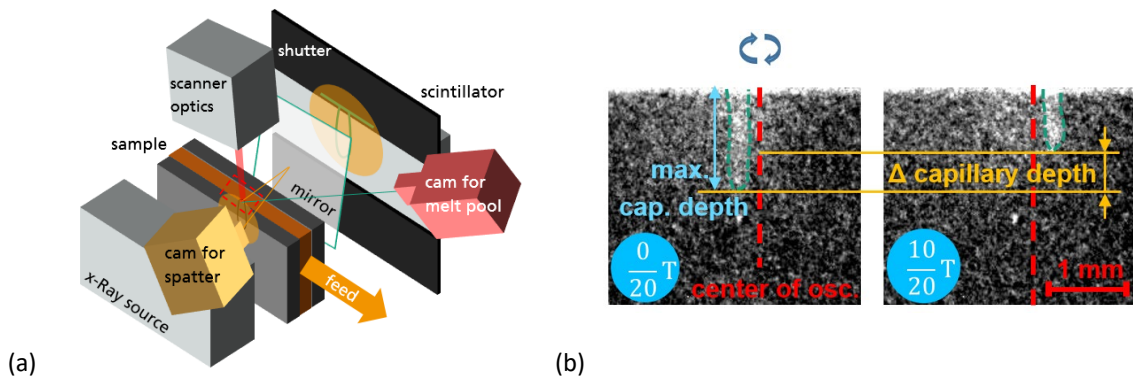 shutter
scanner
optics
scintillator
sample
mirror
cam for
melt pool
cam for
spatter
x-Ray source
feed
(a)
max.
cap. depth
Δ capillary depth
0
20
T
center of osc.
10
20
T
1 mm
(b)